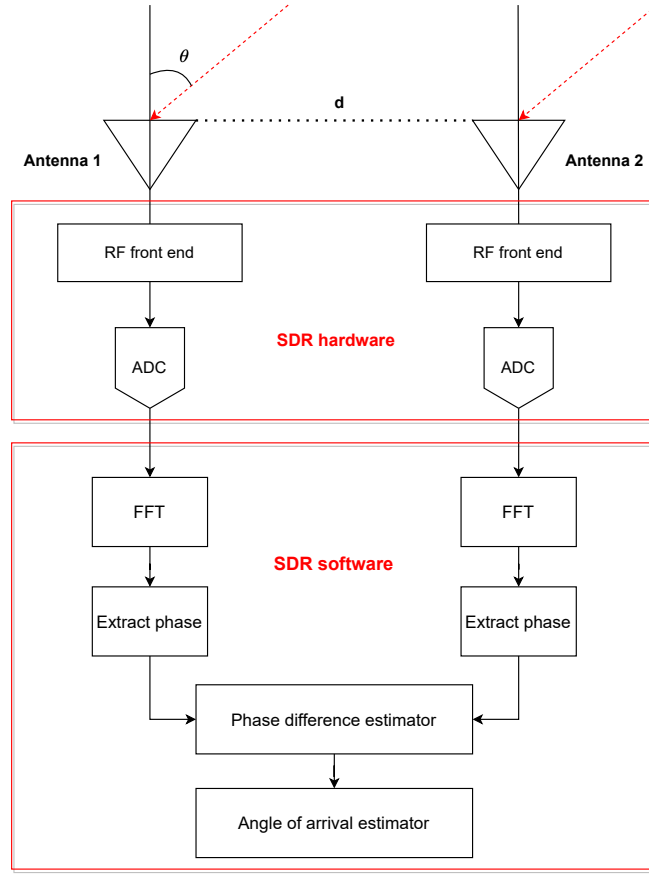 θ
d
Antenna 1
Antenna 2
RF front end
RF front end
SDR hardware
ADC
ADC
FFT
FFT
SDR software
Extract phase
Extract phase
Phase difference estimator
Angle of arrival estimator